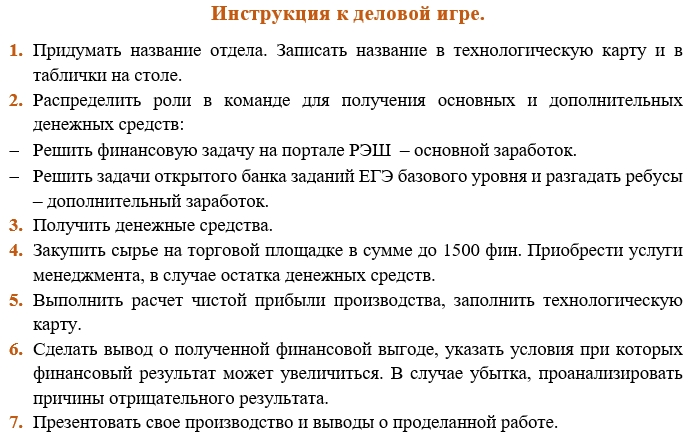 Инструкция к деловой игре.
1. Придумать название отдела. Записать название в технологическую карту и в
таблички на столе.
2. Распределить роли в команде для получения основных и дополнительных
денежных средств:
– Решить финансовую задачу на портале РЭШ – основной заработок.
– Решить задачи открытого банка заданий ЕГЭ базового уровня и разгадать ребусы
– дополнительный заработок.
3. Получить денежные средства.
4. Закупить сырье на торговой площадке в сумме до 1500 фин. Приобрести услуги
менеджмента, в случае остатка денежных средств.
5. Выполнить расчет чистой прибыли производства, заполнить технологическую
карту.
6. Сделать вывод о полученной финансовой выгоде, указать условия при которых
финансовый результат может увеличиться. В случае убытка, проанализировать
причины отрицательного результата.
7. Презентовать свое производство и выводы о проделанной работе.